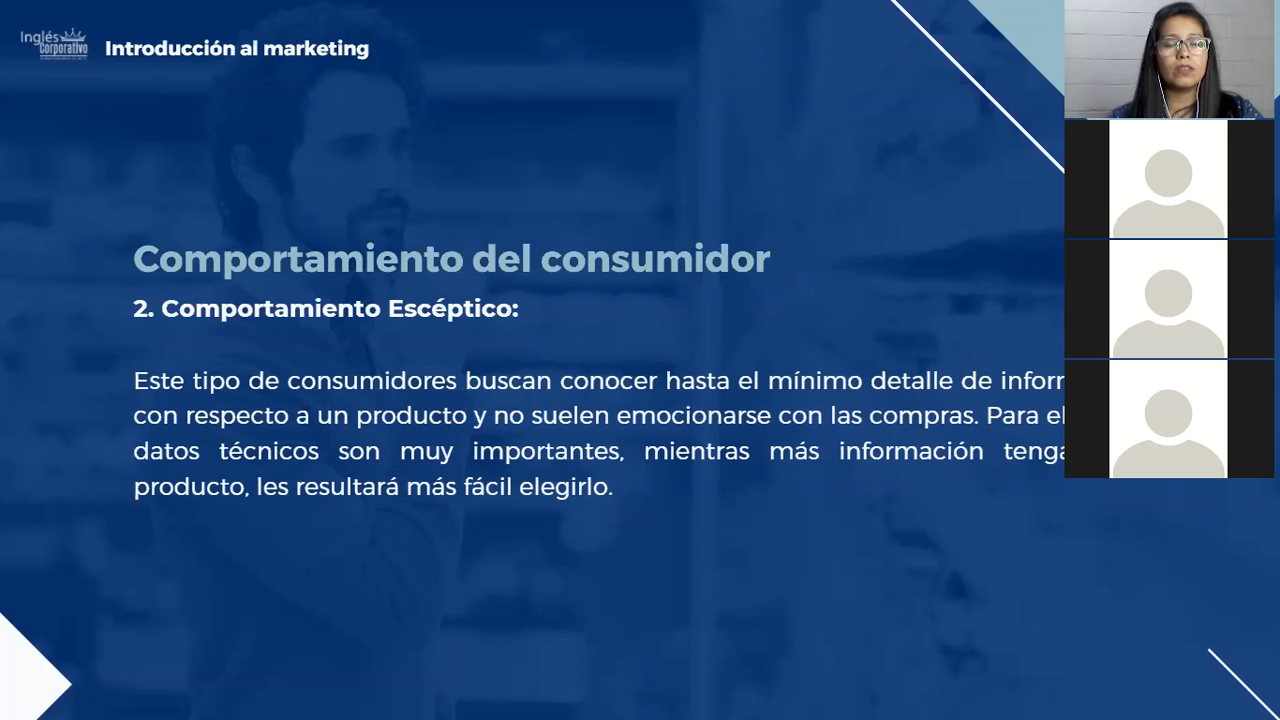 Inglés
Corporativo
Introducción al marketing
Comportamiento del consumidor
2. Comportamiento Escéptico:
Este tipo de consumidores buscan conocer hasta el mínimo detalle de
con respecto a un producto y no suelen emocionarse con las compras. Para
datos técnicos son muy importantes, mientras más información
producto, les resultará más fácil elegirlo.